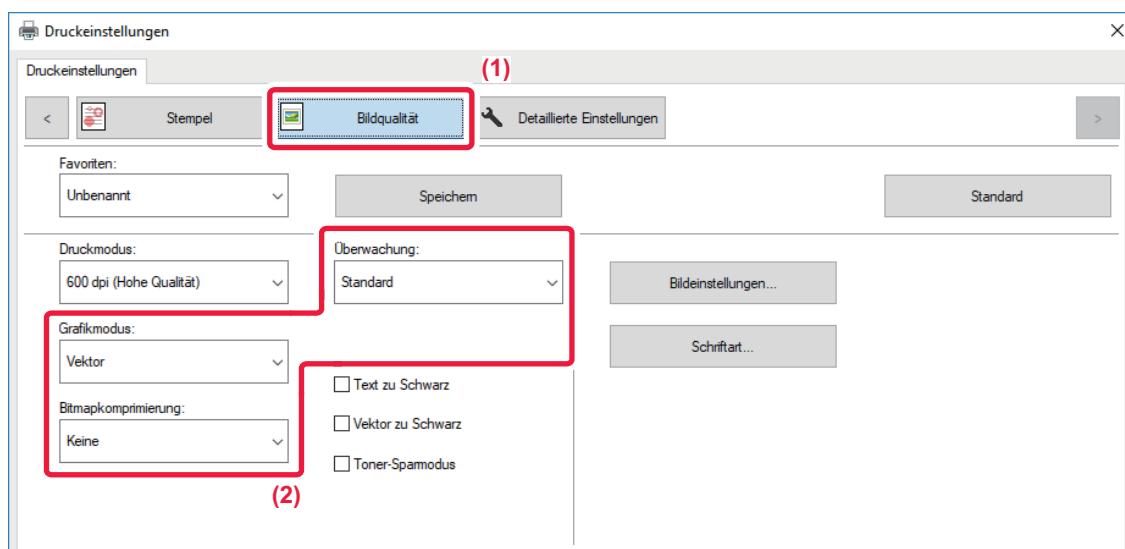 Druckeinstellungen
Druckeinstellungen
(1)
< Stempel Bildqualität Detaillierte Einstellungen >
Favoriten:
Unbenannt Speichern Standard
Druckmodus: Überwachung:
600 dpi (Hohe Qualität) Standard Bildeinstellungen...
Grafikmodus:
Vektor Schriftart...
Text zu Schwarz
Bitmapkomprimierung:
Vektor zu Schwarz
Keine
Toner-Sparmodus
(2)